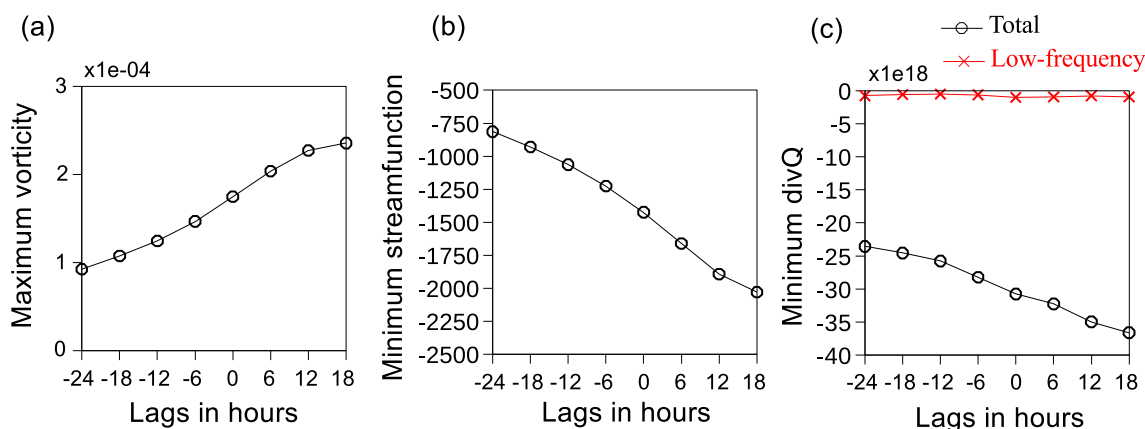 (a)
x1e-04
Maximum vorticity
3
2
1
0
-24 -18 -12 -6 0 6 12 18
Lags in hours
(b)
Minimum streamfunction
-500
-750
-1000
-1250
-1500
-1750
-2000
-2250
-2500
-24 -18 -12 -6 0 6 12 18
Lags in hours
(c)
Total
Low-frequency
x1e18
Minimum divQ
0
-5
-10
-15
-20
-25
-30
-35
-40
-24 -18 -12 -6 0 6 12 18
Lags in hours